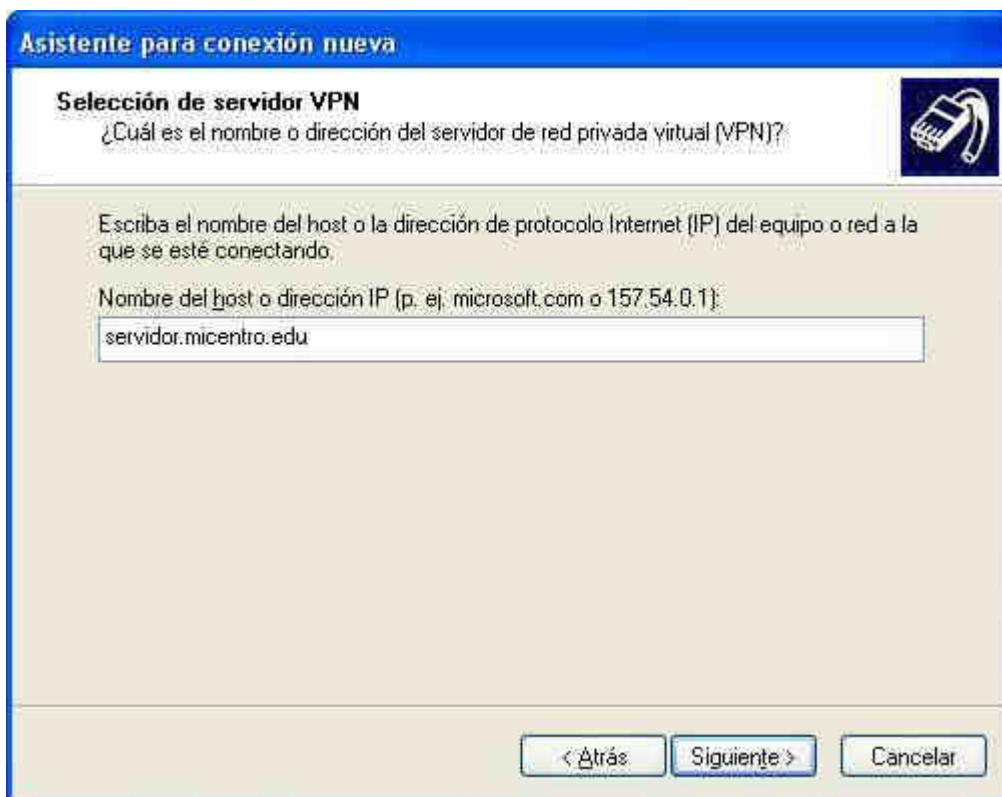 Asistente para conexión nueva
Selección de servidor VPN
¿Cuál es el nombre o dirección del servidor de red privada virtual (VPN)?
Escriba el nombre del host o la dirección de protocolo Internet (IP) del equipo o red a la
que se esté conectando.
Nombre del host o dirección IP (p. ej. microsoft.com o 157.54.0.1):
servidor.micentro.edu
< Atrás Siguiente > Cancelar